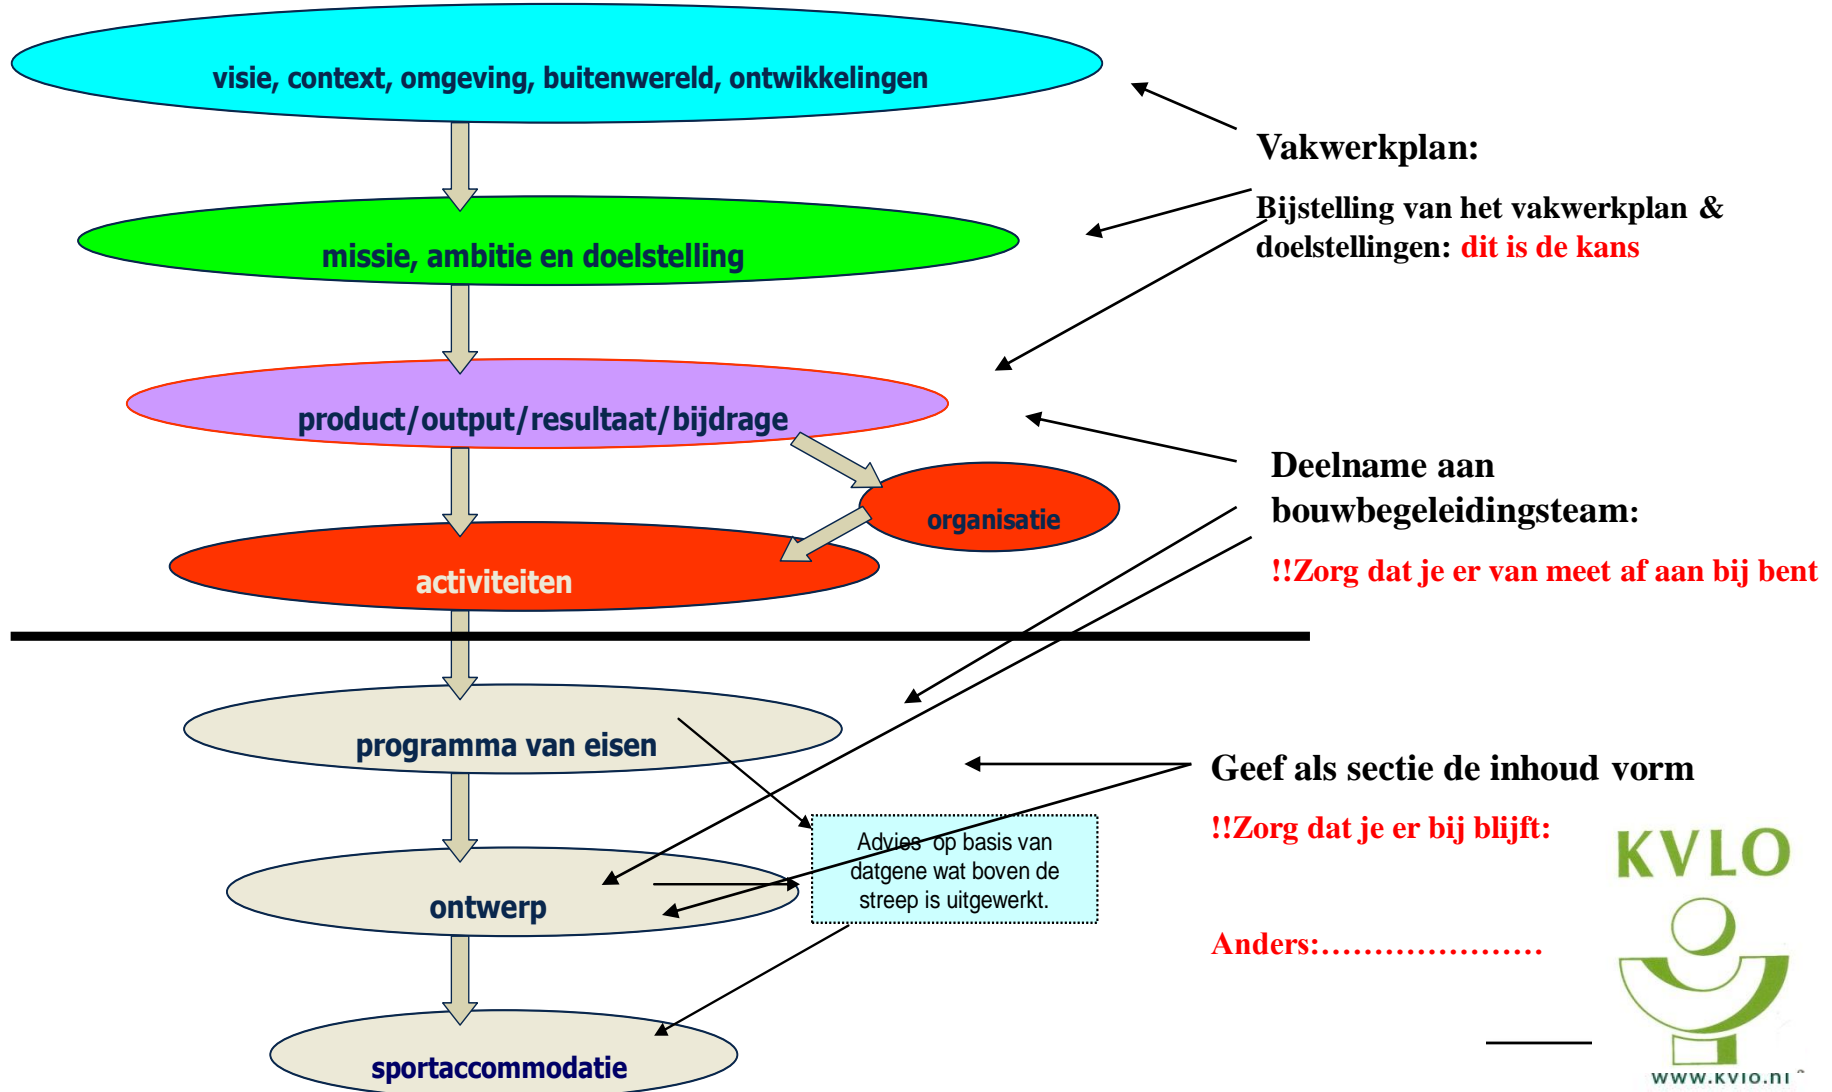 visie, context, omgeving, buitenwereld, ontwikkelingen
Vakwerkplan:
Bijstelling van het vakwerkplan &
doelstellingen: dit is de kans
missie, ambitie en doelstelling
product/output/resultaat/bijdrage
organisatie
activiteiten
Deelname aan
bouwbegeleidingsteam:
!!Zorg dat je er van meet af aan bij bent
programma van eisen
Geef als sectie de inhoud vorm
!!Zorg dat je er bij blijft:
Anders:.....................
Advies op basis van
datgene wat boven de
streep is uitgewerkt.
ontwerp
sportaccommodatie
KVLO
www.kvlo.nl